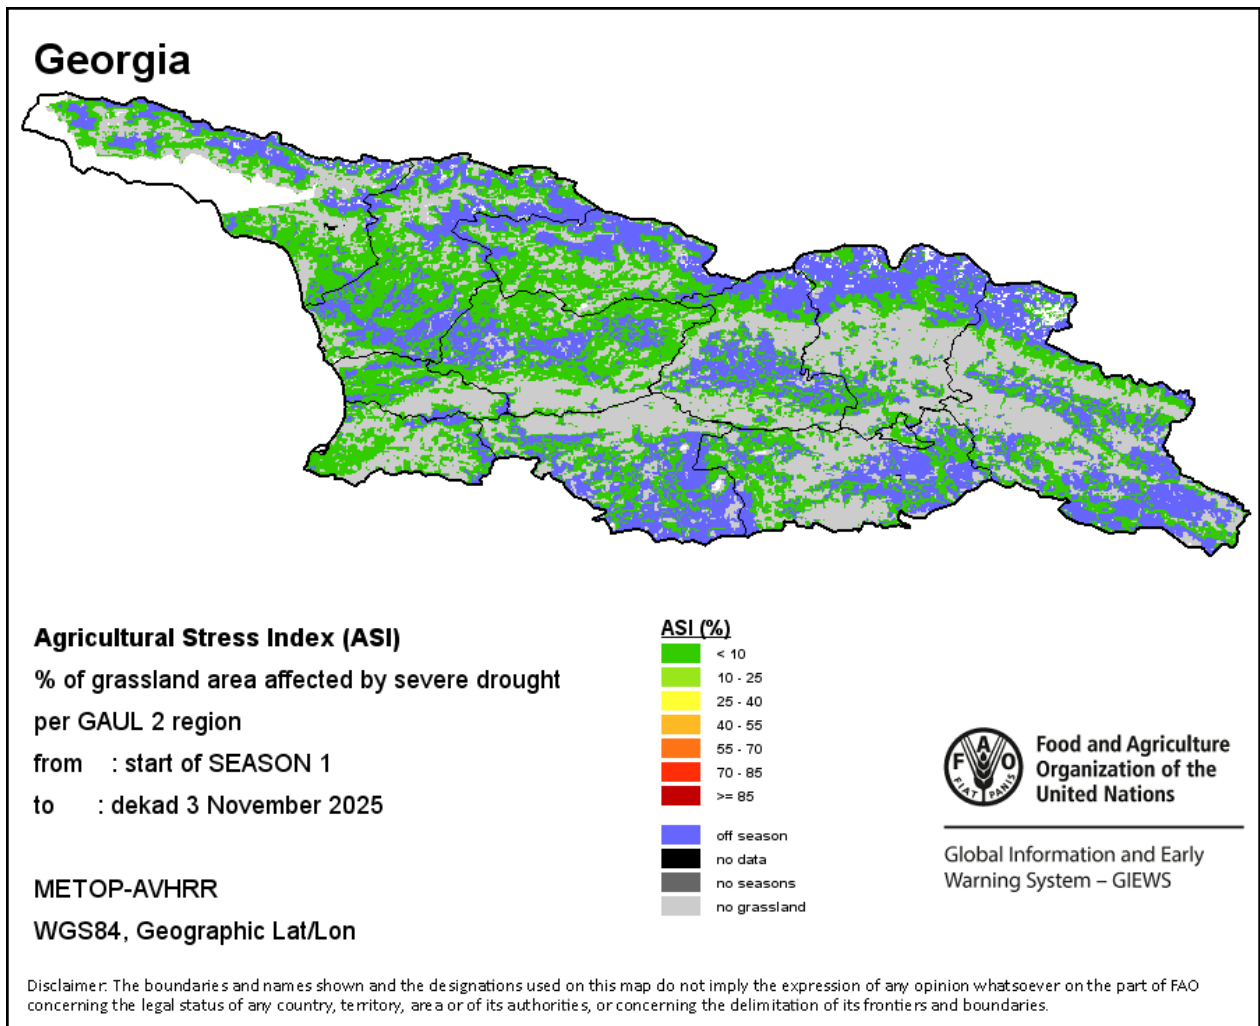 Georgia
Agricultural Stress Index (ASI)
% of grassland area affected by severe drought
per GAUL 2 region
from : start of SEASON 1
to : dekad 3 November 2025
METOP-AVHRR
WGS84, Geographic Lat/Lon
ASI (%)
< 10
10 - 25
25 - 40
40 - 55
55 - 70
70 - 85
>= 85
off season
no data
no seasons
no grassland
F A O
FIAT PANIS
Food and Agriculture
Organization of the
United Nations
Global Information and Early
Warning System – GIEWS
Disclaimer: The boundaries and names shown and the designations used on this map do not imply the expression of any opinion whatsoever on the part of FAO
concerning the legal status of any country, territory, area or of its authorities, or concerning the delimitation of its frontiers and boundaries.